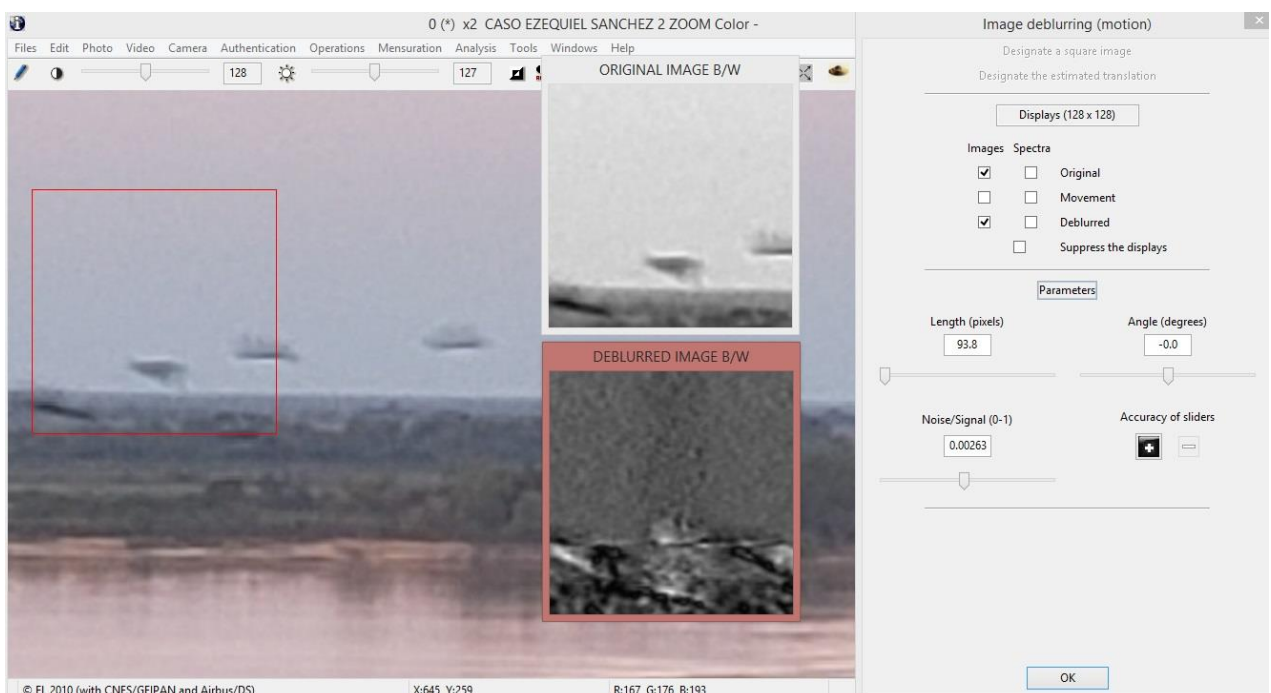 0 (*) x2 CASO EZEQUIEL SANCHEZ 2 ZOOM Color -
Files Edit Photo Video Camera Authentication Operations Mensuration Analysis Tools Windows Help
128 127
ORIGINAL IMAGE B/W
DEBLURRED IMAGE B/W
© FL 2010 (with CNES/GEIPAN and Airbus/DS) X:645 Y:259 R:167 G:176 B:193
Image deblurring (motion)
Designate a square image
Designate the estimated translation
Displays (128 x 128)
Images Spectra
Original
Movement
Deblurred
Suppress the displays
Parameters
Length (pixels) Angle (degrees)
93.8 -0.0
Noise/Signal (0-1) Accuracy of sliders
0.00263
OK